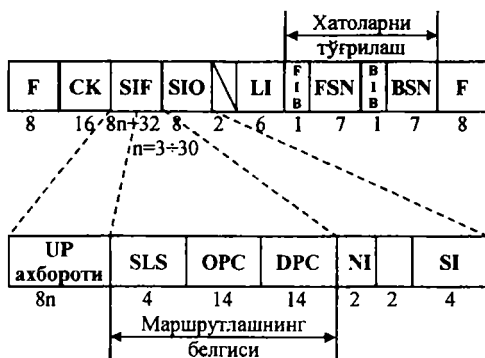 Хатоларни
тўғрилаш
F CK SIF SIO LI FIB FSN BIB BSN F
8 16 8n+32 8 2 6 1 7 1 7 8
n=3÷30
UP
ахбороти SLS OPC DPC NI SI
8n 4 14 14 2 2 4
Маршрутлашнинг
белгиси